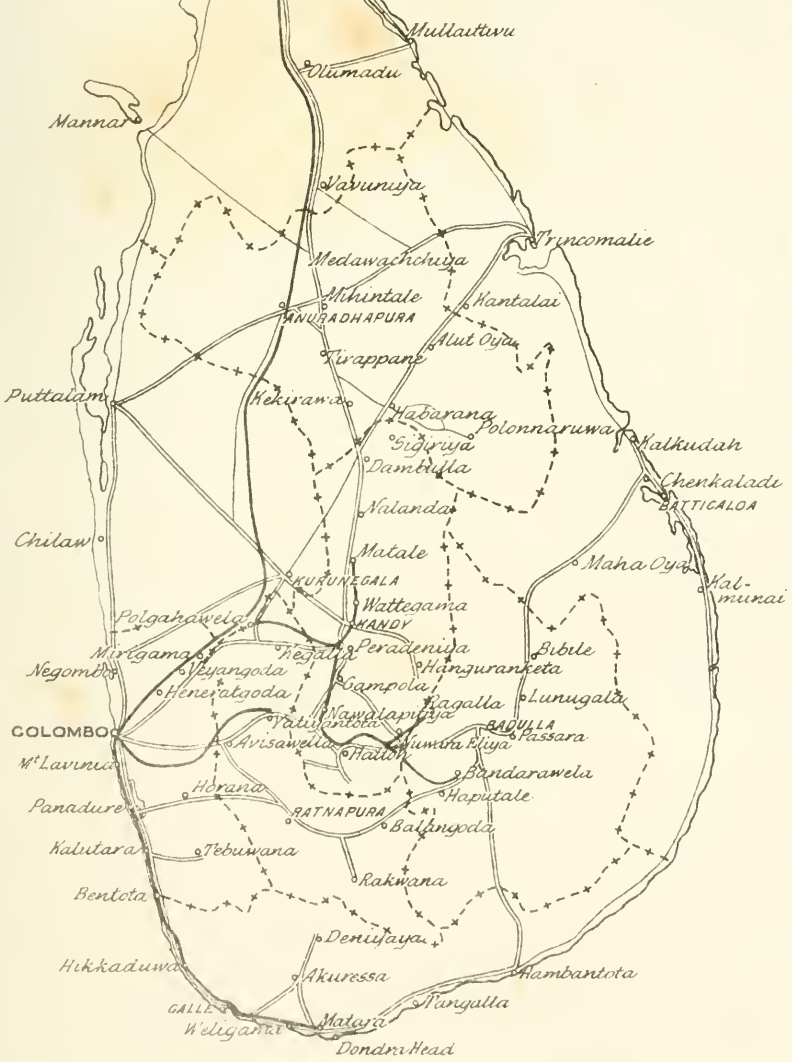 Mullaittivu
Olumadu
Mannar
Vavuniya
Trincomalie
Medawachchiya
Mihintale
Kantalai
ANURADHAPURA
Alut Oya
Tirappane
Puttalam
Kekirawa
Habarana
Polonnaruwa
Sigiriya
Kalkudah
Dambulla
Chenkaladi
BATTICALOA
Nalanda
Chilaw
Matale
Maha Oya
KURUNEGALA
Kal-
munai
Wattegama
Polgahawela
KANDY
Mirigama
Kegalla
Peradeniya
Bibile
Negombo
Veyangoda
Hanguranketa
Heneratgoda
Gampola
Lunugala
Ragalla
Nawalapitiya
Yatiyantota
BADULLA
COLOMBO
Avisawella
Nuwara Eliya
Passara
Hatton
Mt Lavinia
Bandarawela
Horana
Haputale
Panadure
RATNAPURA
Balangoda
Kalutara
Tebuwana
Rakwana
Bentota
Deniyaya
Hikkaduwa
Akuressa
Hambantota
GALLE
Tangalla
Weligama
Matara
Dondra Head